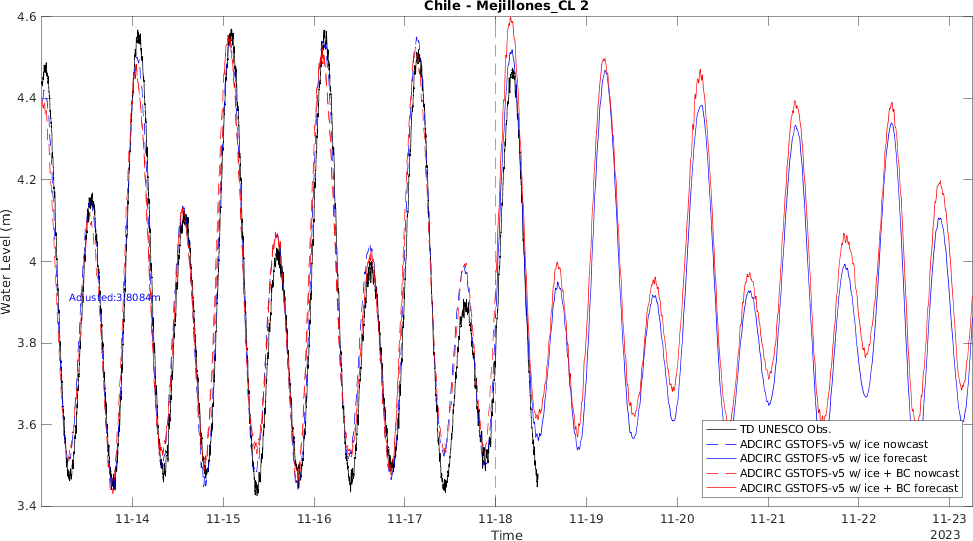 Chile - Mejillones_CL 2
4.6
4.4
4.2
4
3.8
3.6
3.4
Water Level (m)
Adjusted:3.8084m
TD UNESCO Obs.
ADCIRC GSTOFS-v5 w/ ice nowcast
ADCIRC GSTOFS-v5 w/ ice forecast
ADCIRC GSTOFS-v5 w/ ice + BC nowcast
ADCIRC GSTOFS-v5 w/ ice + BC forecast
11-14 11-15 11-16 11-17 11-18 11-19 11-20 11-21 11-22 11-23
2023
Time